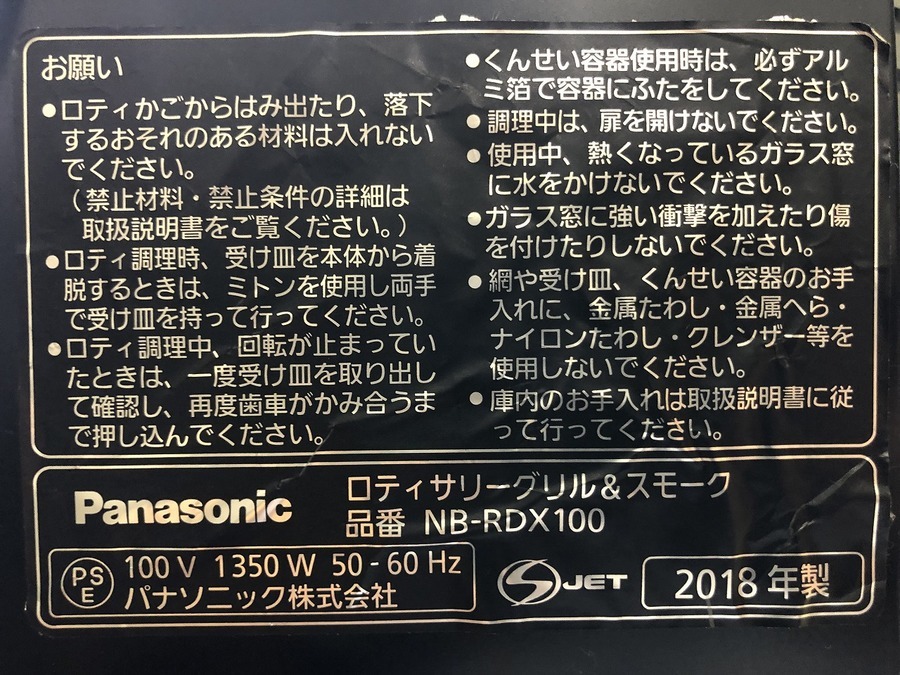 お願い
●ロティかごからはみ出たり、落下
するおそれのある材料は入れない
でください。
（禁止材料・禁止条件の詳細は
取扱説明書をご覧ください。）
●ロティ調理時、受け皿を本体から着
脱するときは、ミトンを使用し両手
で受け皿を持って行ってください。
●ロティ調理中、回転が止まってい
たときは、一度受け皿を取り出し
て確認し、再度歯車がかみ合うま
で押し込んでください。
●くんせい容器使用時は、必ずアル
ミ箔で容器にふたをしてください。
●調理中は、扉を開けないでください。
●使用中、熱くなっているガラス窓
に水をかけないでください。
●ガラス窓に強い衝撃を加えたり傷
を付けたりしないでください。
●網や受け皿、くんせい容器のお手
入れに、金属たわし・金属へら・
ナイロンたわし・クレンザー等を
使用しないでください。
●庫内のお手入れは取扱説明書に従
って行ってください。
Panasonic
ロティサリーグリル＆スモーク
品番 NB-RDX100
PSE
100 V 1350 W 50-60 Hz
パナソニック株式会社
S JET
2018 年製